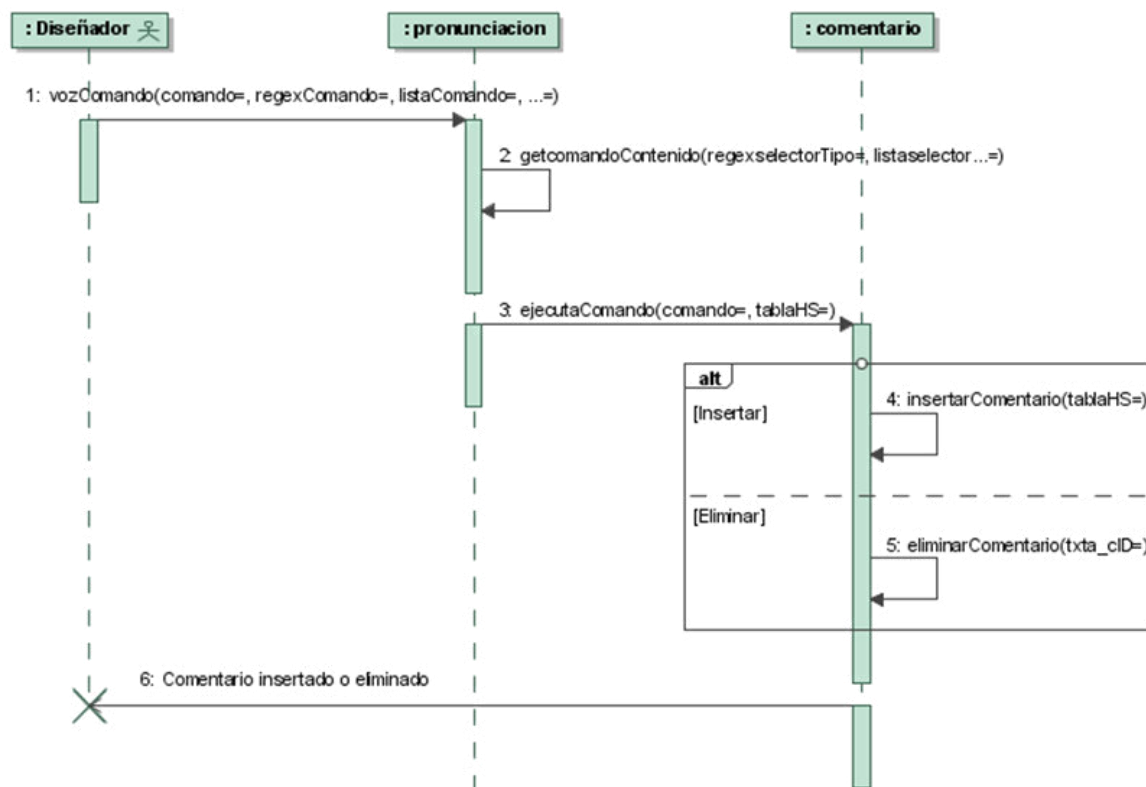 : Diseñador
: pronunciacion
: comentario
1: vozComando(comando=, regexComando=, listaComando=, ...=)
2: getcomandoContenido(regexselectorTipo=, listaselector...=)
3: ejecutaComando(comando=, tablaHS=)
alt
[Insertar]
4: insertarComentario(tablaHS=)
[Eliminar]
5: eliminarComentario(txta_cID=)
6: Comentario insertado o eliminado